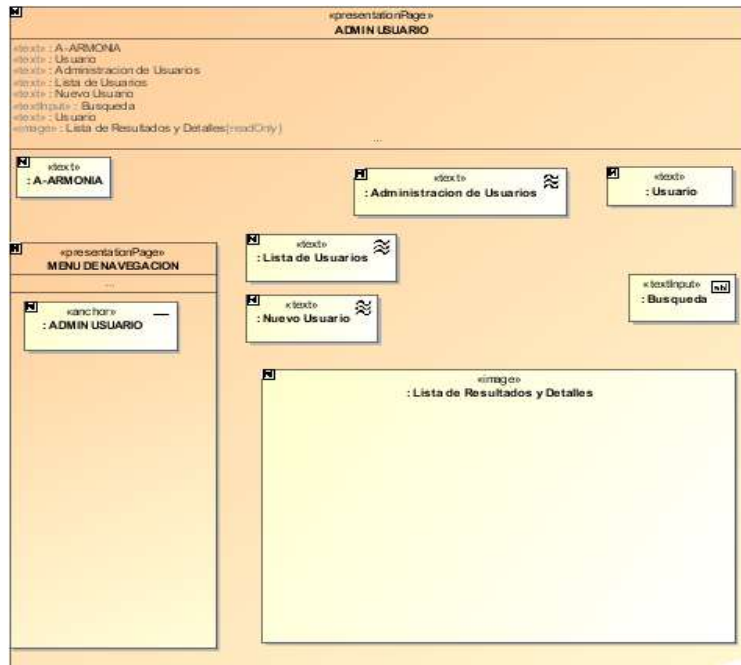 «presentationPage»
ADMIN USUARIO
«text» : A-ARMONIA
«text» : Usuario
«text» : Administracion de Usuarios
«text» : Lista de Usuarios
«text» : Nuevo Usuario
«textInput» : Busqueda
«text» : Usuario
«image» : Lista de Resultados y Detalles{readOnly}
...
«text»
: A-ARMONIA
«text»
: Administracion de Usuarios
«text»
: Usuario
«presentationPage»
MENU DE NAVEGACION
...
«anchor»
: ADMIN USUARIO
«text»
: Lista de Usuarios
«text»
: Nuevo Usuario
«textInput»
ab|
: Busqueda
«image»
: Lista de Resultados y Detalles